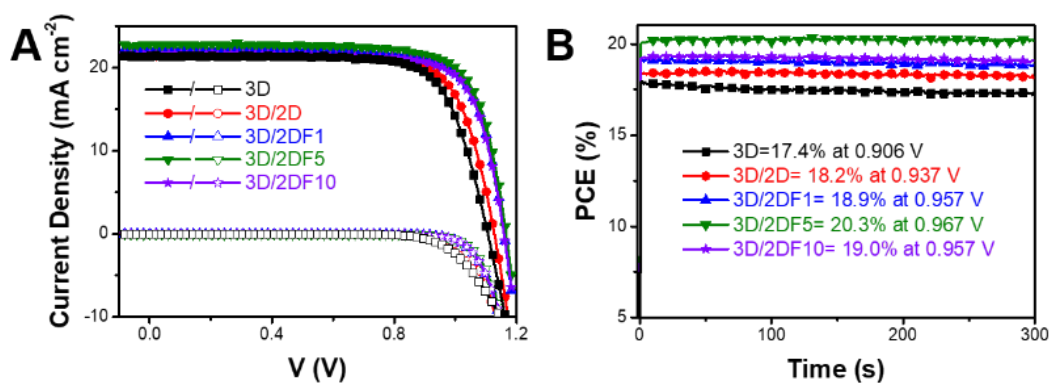 A
Current Density (mA cm-2)
20
10
0
-10
0.0
0.4
0.8
1.2
V (V)
3D
3D/2D
3D/2DF1
3D/2DF5
3D/2DF10
B
PCE (%)
20
15
10
5
0
100
200
300
Time (s)
3D=17.4% at 0.906 V
3D/2D= 18.2% at 0.937 V
3D/2DF1= 18.9% at 0.957 V
3D/2DF5= 20.3% at 0.967 V
3D/2DF10= 19.0% at 0.957 V